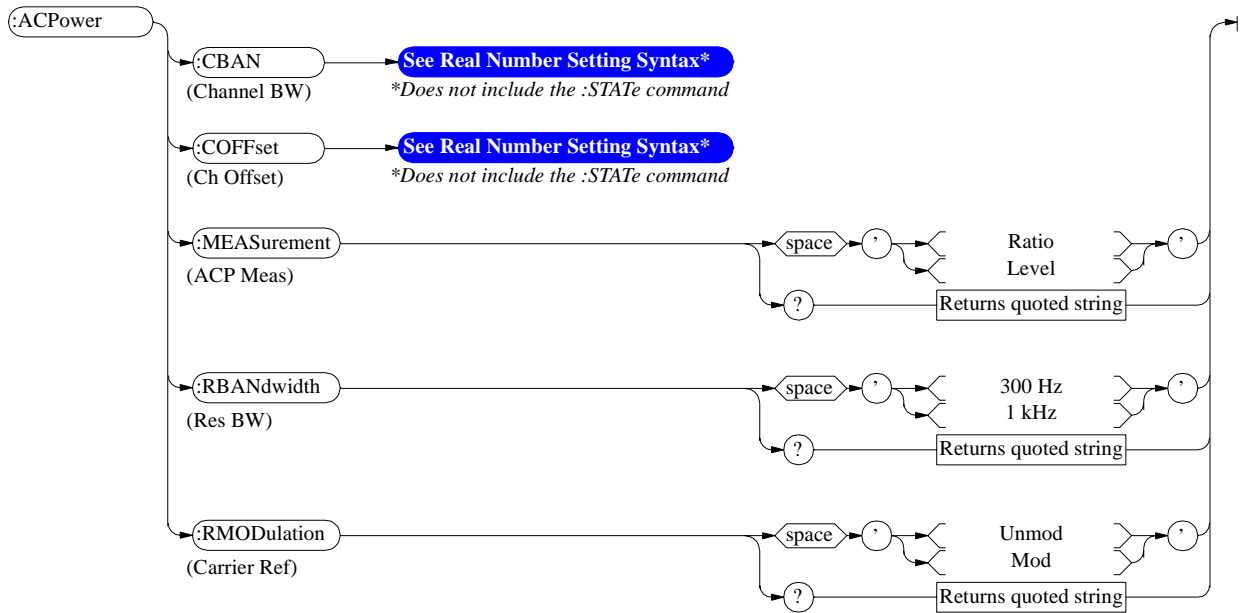 :ACPower
:CBAN
See Real Number Setting Syntax*
(Channel BW)
*Does not include the :STATe command
:COFFset
See Real Number Setting Syntax*
(Ch Offset)
*Does not include the :STATe command
:MEASurement
space
’
Ratio
’
Level
(ACP Meas)
?
Returns quoted string
:RBANdwidth
space
’
300 Hz
’
1 kHz
(Res BW)
?
Returns quoted string
:RMODulation
space
’
Unmod
’
Mod
(Carrier Ref)
?
Returns quoted string